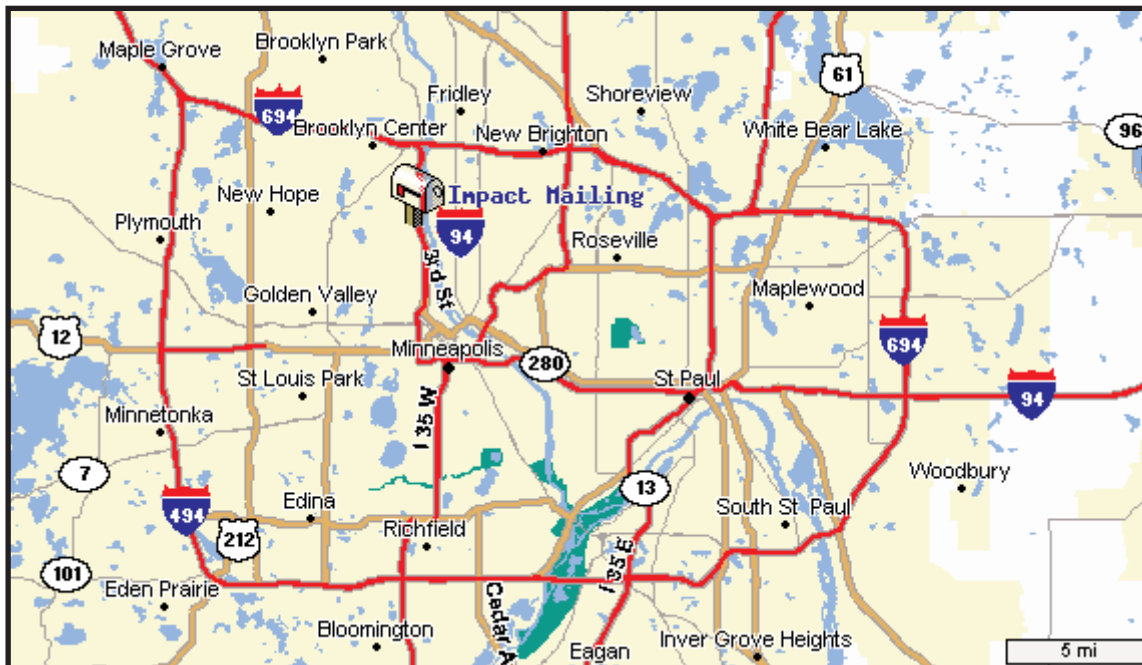 Maple Grove
Brooklyn Park
61
Fridley
Shoreview
694
Brooklyn Center
New Brighton
White Bear Lake
96
New Hope
Impact Mailing
Plymouth
94
Roseville
3rd St
Golden Valley
Maplewood
12
Minneapolis
280
694
St Louis Park
St Paul
94
I 35 W
Minnetonka
7
13
Woodbury
494
Edina
South St Paul
212
Richfield
I 35 E
101
Eden Prairie
Cedar A
Bloomington
Eagan
Inver Grove Heights
5 mi